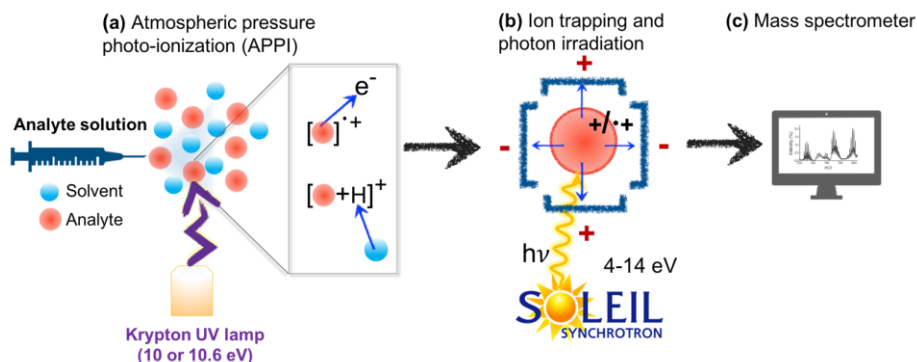 (a) Atmospheric pressure
photo-ionization (APPI)
Analyte solution
Solvent
Analyte
Krypton UV lamp
(10 or 10.6 eV)
e-
[ ]·+
[ +H]+
(b) Ion trapping and
photon irradiation
+
+/·+
-
-
+
hν
4-14 eV
SOLEIL
SYNCHROTRON
(c) Mass spectrometer